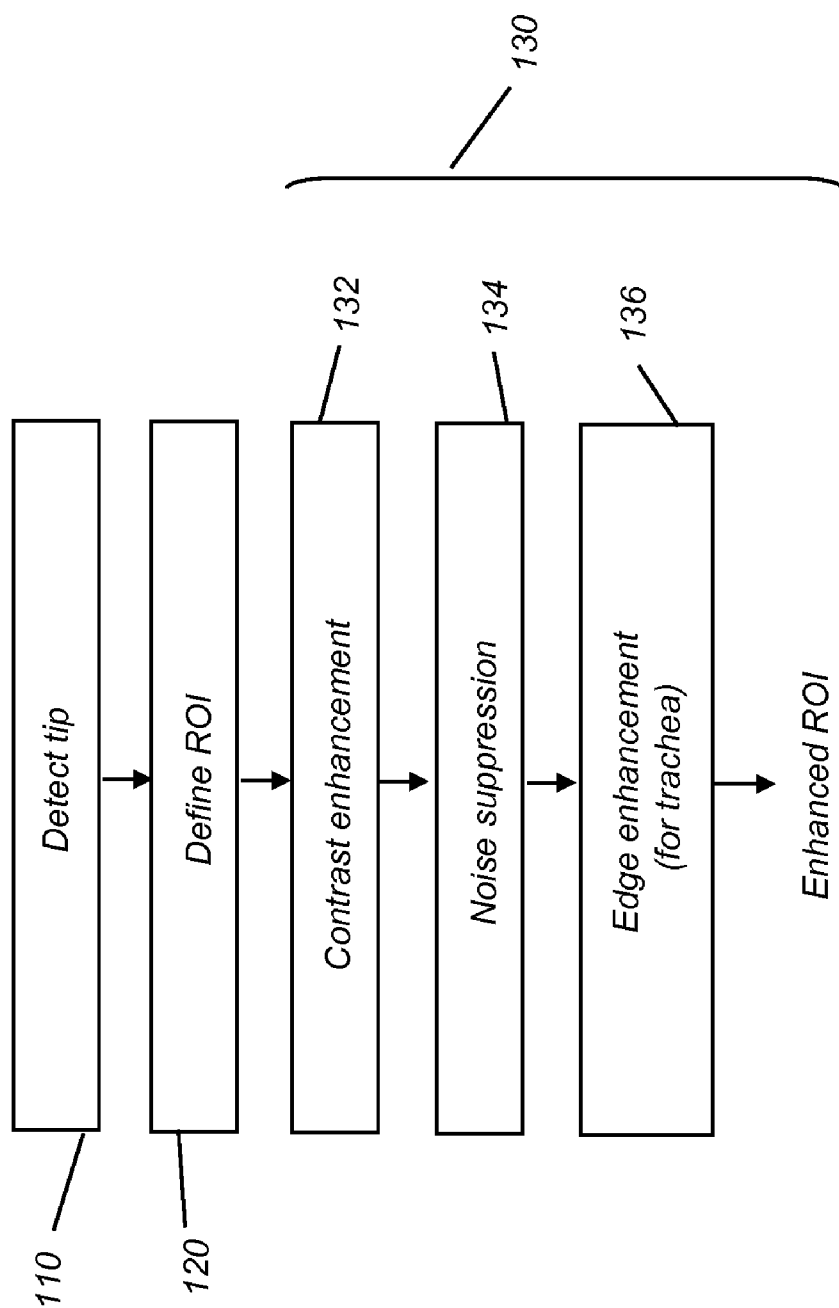 110
Detect tip
120
Define ROI
130
132
Contrast enhancement
134
Noise suppression
136
Edge enhancement
(for trachea)
Enhanced ROI